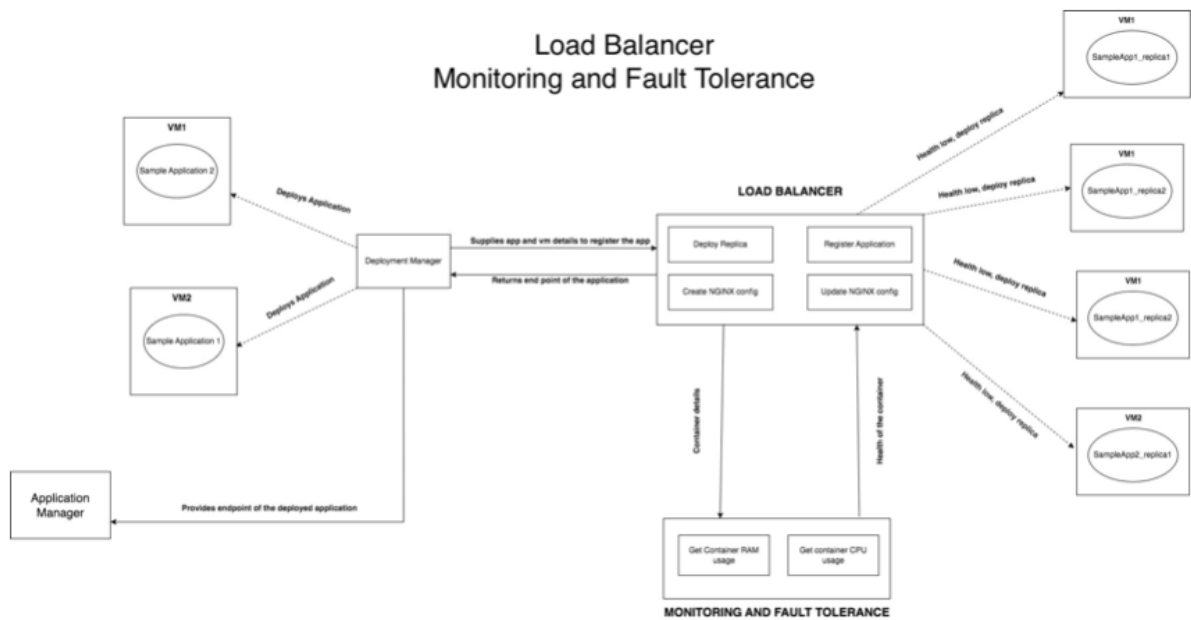 Load Balancer
Monitoring and Fault Tolerance
VM1
SampleApp1_replica1
Health low, deploy replica
VM1
Sample Application 2
Deploys Application
VM1
SampleApp1_replica2
Health low, deploy replica
LOAD BALANCER
Deploy Replica
Register Application
Create NGINX config
Update NGINX config
Supplies app and vm details to register the app
Deployment Manager
Returns end point of the application
Health low, deploy replica
VM1
SampleApp1_replica2
VM2
Sample Application 1
Deploys Application
Health low, deploy replica
VM2
SampleApp2_replica1
Container details
Health of the container
Application
Manager
Provides endpoint of the deployed application
Get Container RAM
usage
Get container CPU
usage
MONITORING AND FAULT TOLERANCE